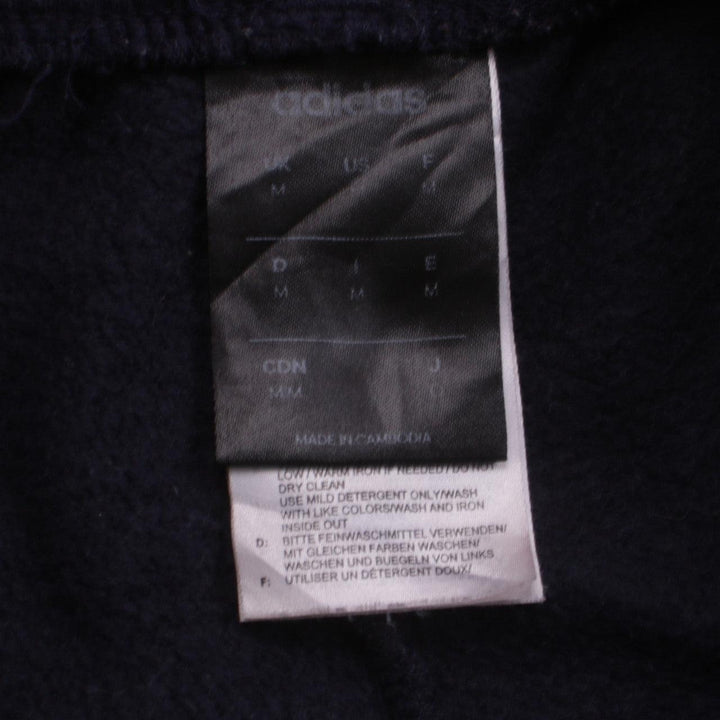 adidas
UK US F
M M
D I E
M M M
CDN J
M/M
MADE IN CAMBODIA
LOW / WARM IRON IF NEEDED / DO NOT
DRY CLEAN
USE MILD DETERGENT ONLY/WASH
WITH LIKE COLORS/WASH AND IRON
INSIDE OUT
D: BITTE FEINWASCHMITTEL VERWENDEN/
MIT GLEICHEN FARBEN WASCHEN/
WASCHEN UND BUEGELN VON LINKS
F: UTILISER UN DÉTERGENT DOUX/